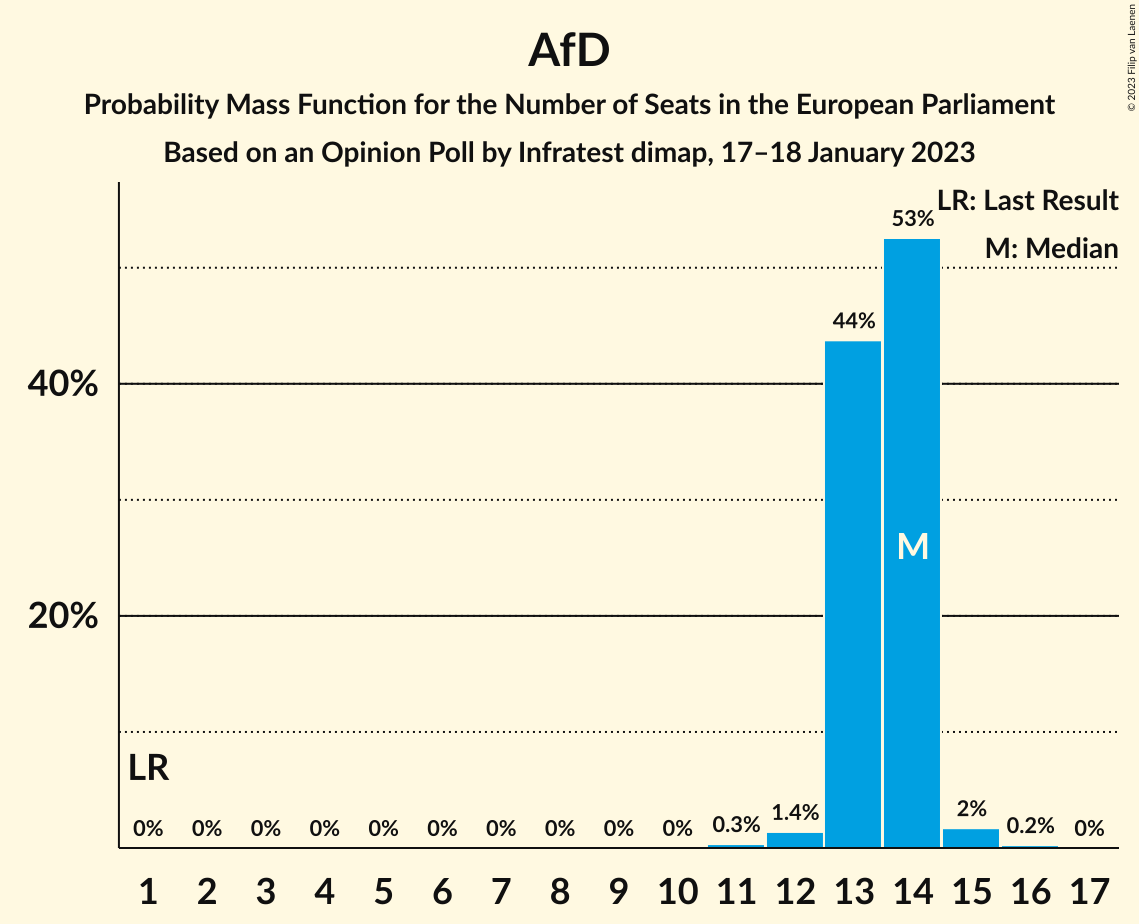 AfD
Probability Mass Function for the Number of Seats in the European Parliament
Based on an Opinion Poll by Infratest dimap, 17–18 January 2023
© 2023 Filip van Laenen
LR: Last Result
M: Median
53%
44%
40%
M
20%
LR
0% 0% 0% 0% 0% 0% 0% 0% 0% 0% 0.3% 1.4% 2% 0.2% 0%
1 2 3 4 5 6 7 8 9 10 11 12 13 14 15 16 17